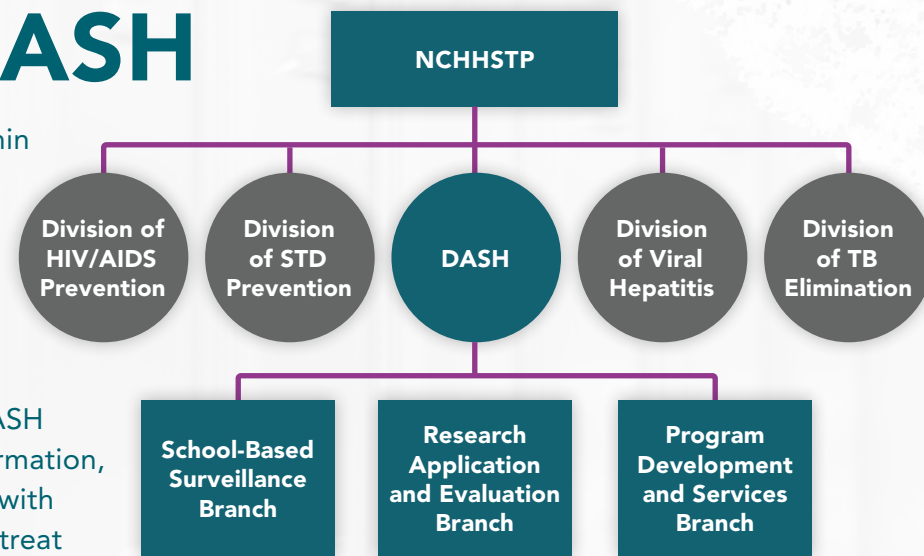 ASH
NCHHSTP
Division of
HIV/AIDS
Prevention
Division
of STD
Prevention
DASH
Division
of Viral
Hepatitis
Division
of TB
Elimination
ASH
with
treat
School-Based
Surveillance
Branch
Research
Application
and Evaluation
Branch
Program
Development
and Services
Branch